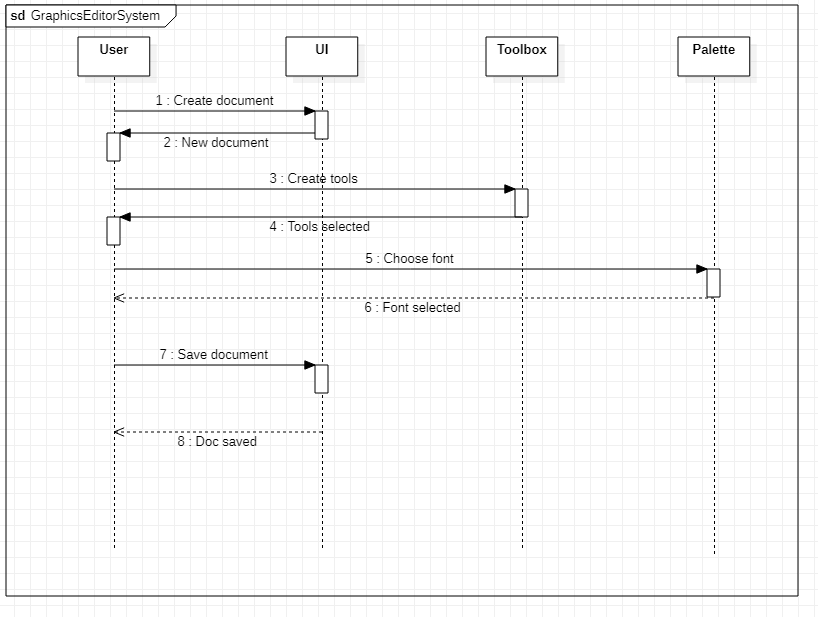 sd GraphicsEditorSystem
User
UI
Toolbox
Palette
1 : Create document
2 : New document
3 : Create tools
4 : Tools selected
5 : Choose font
6 : Font selected
7 : Save document
8 : Doc saved